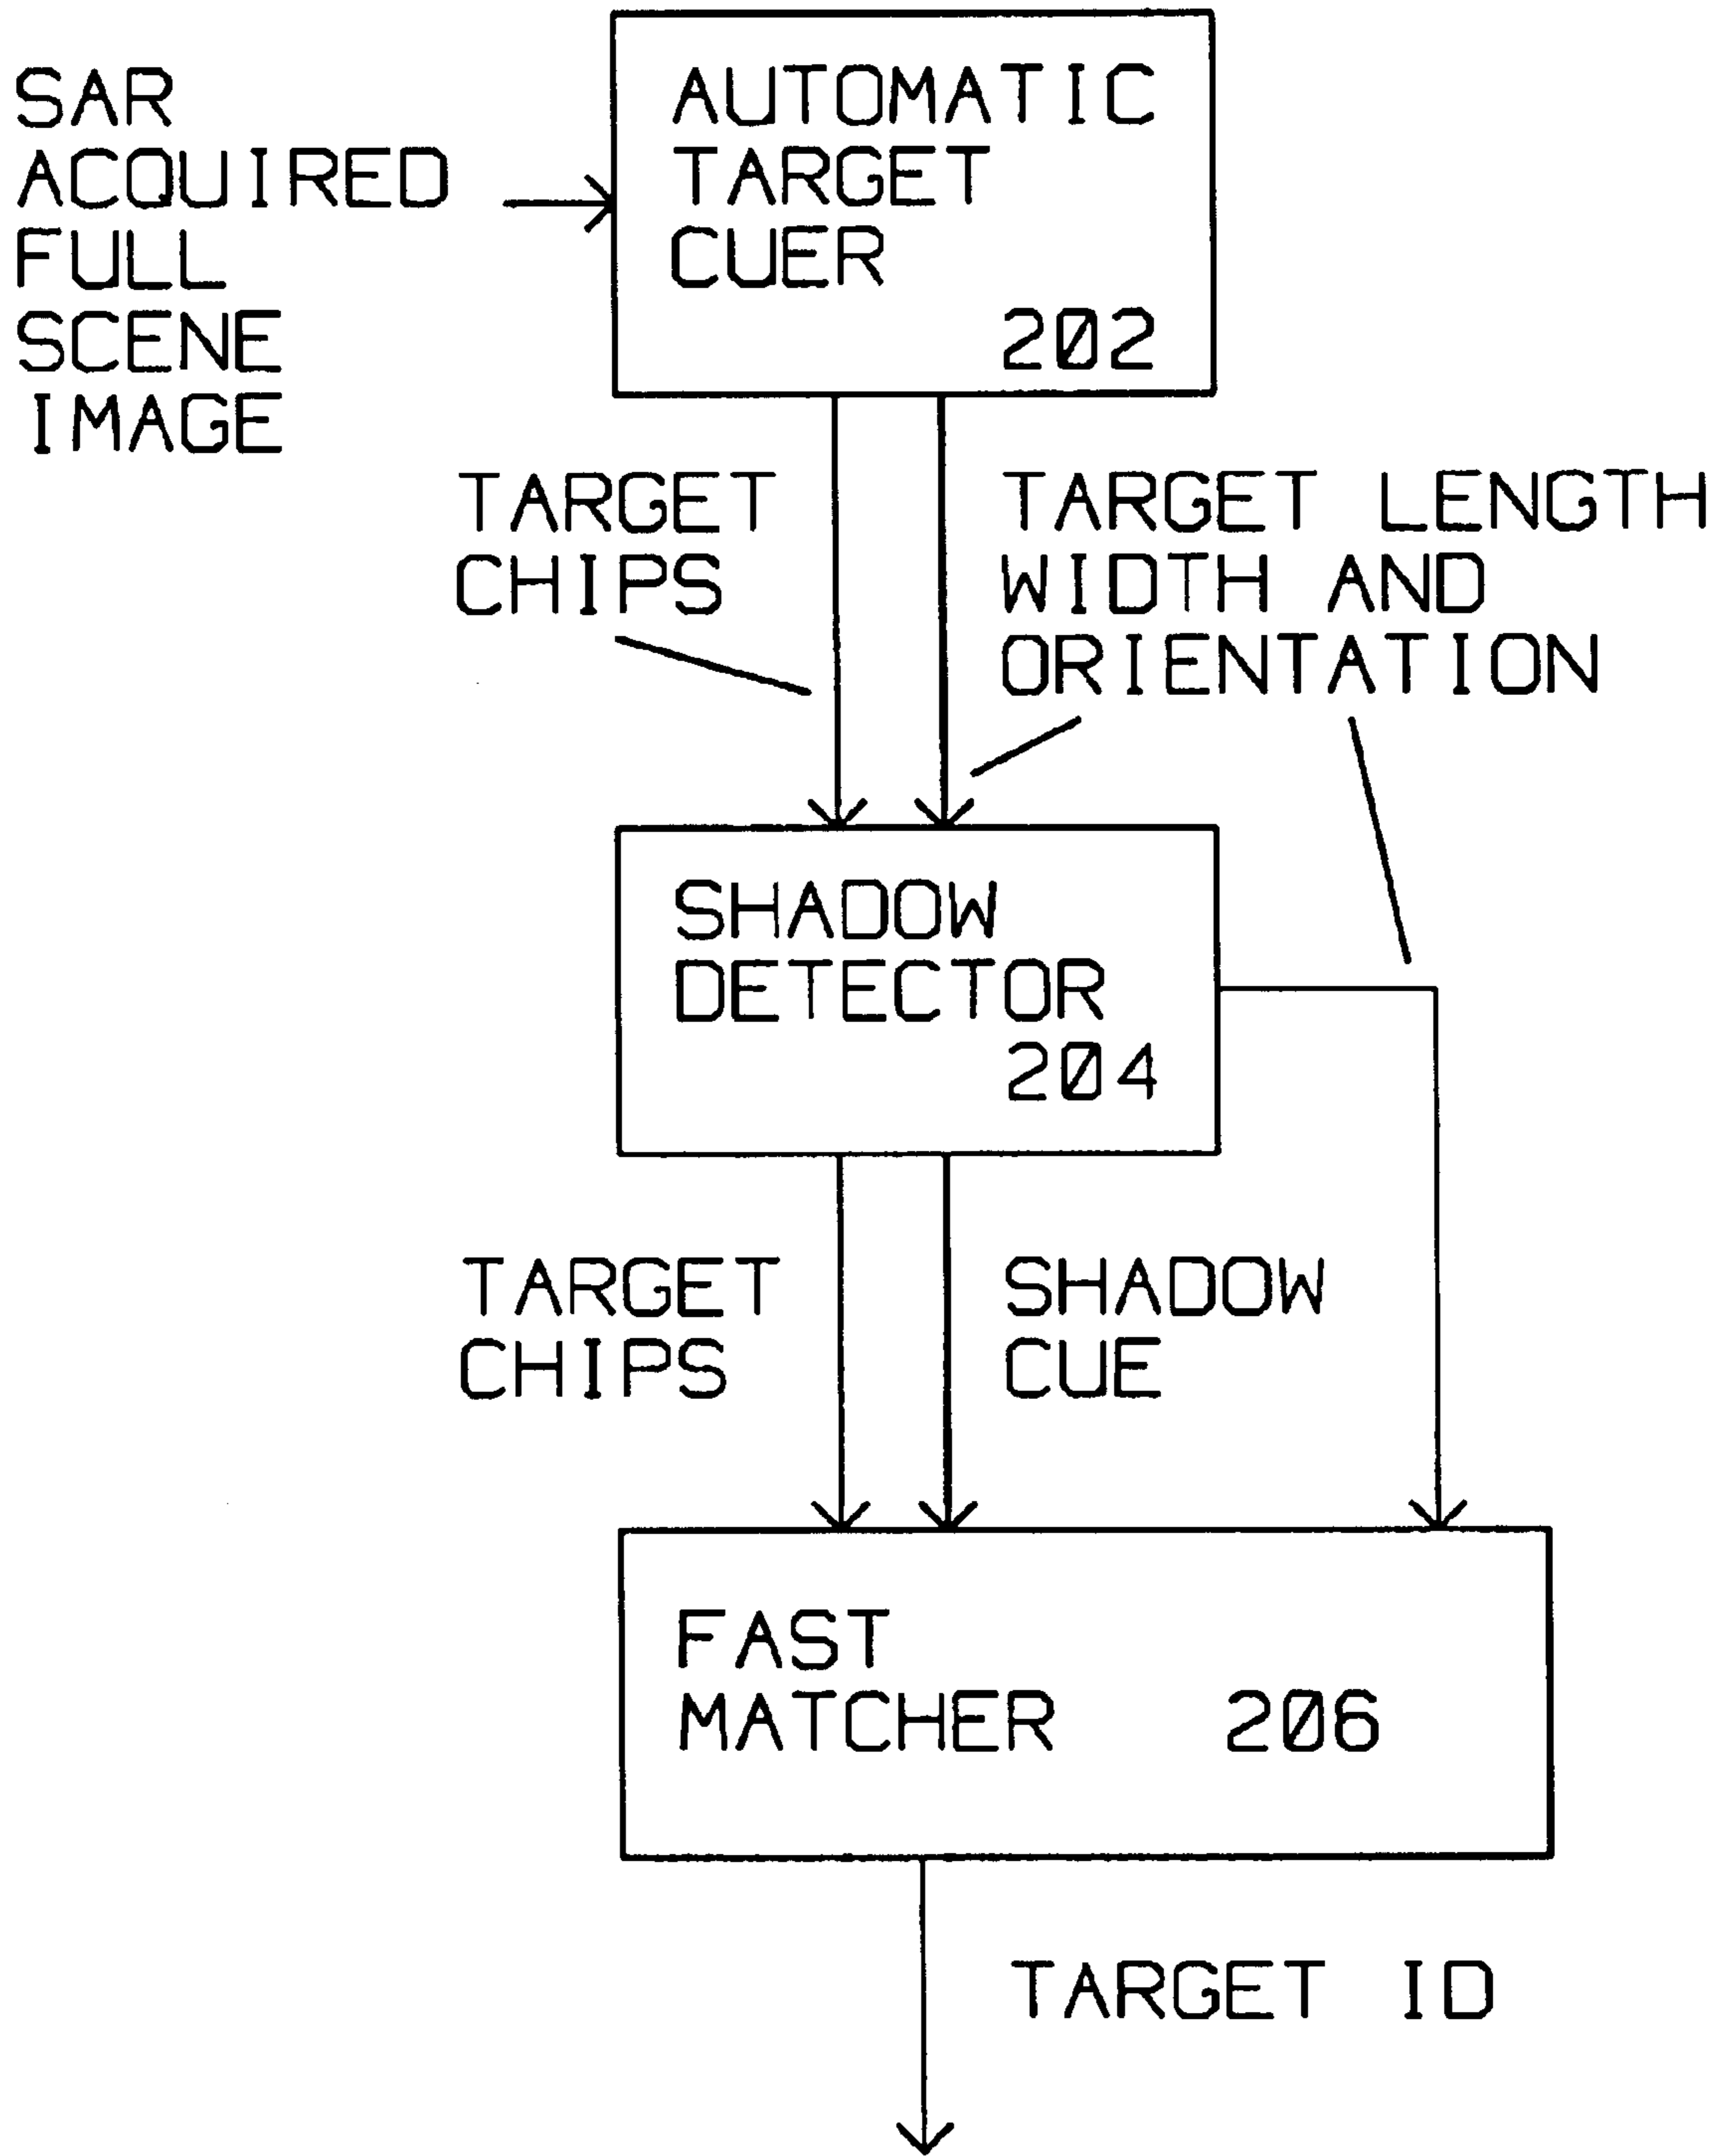 SAR
ACQUIRED
FULL
SCENE
IMAGE
AUTOMATIC
TARGET
CUER
202
TARGET
CHIPS
TARGET LENGTH
WIDTH AND
ORIENTATION
SHADOW
DETECTOR
204
TARGET
CHIPS
SHADOW
CUE
FAST
MATCHER 206
TARGET ID